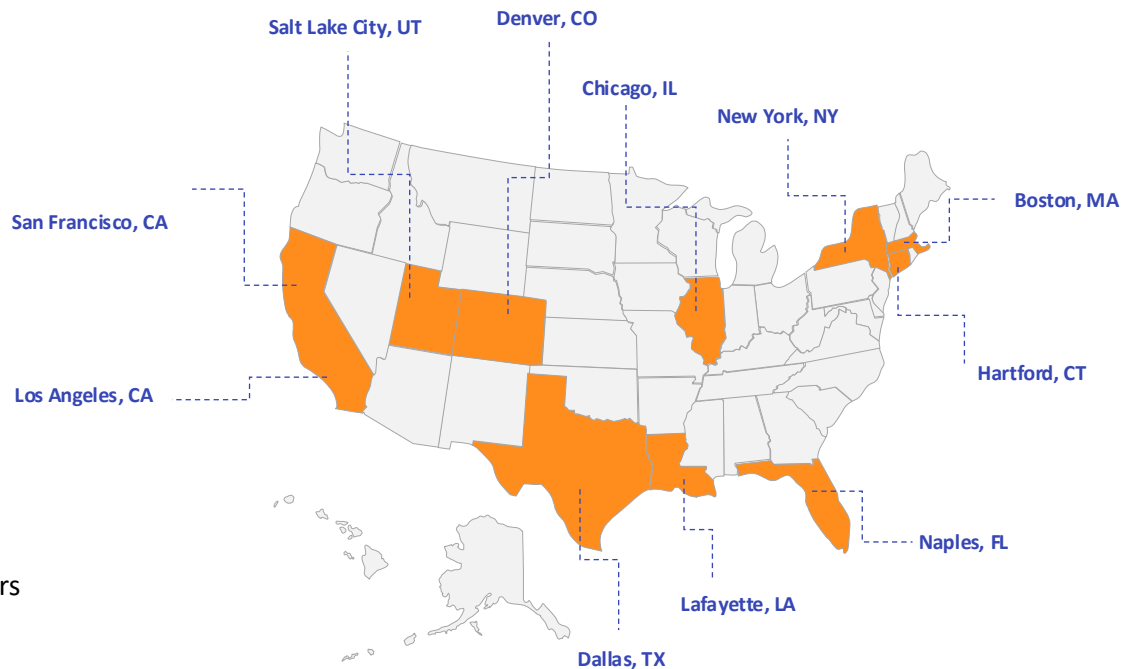 Denver, CO
Salt Lake City, UT
Chicago, IL
New York, NY
Boston, MA
San Francisco, CA
Hartford, CT
Los Angeles, CA
Naples, FL
rs
Lafayette, LA
Dallas, TX